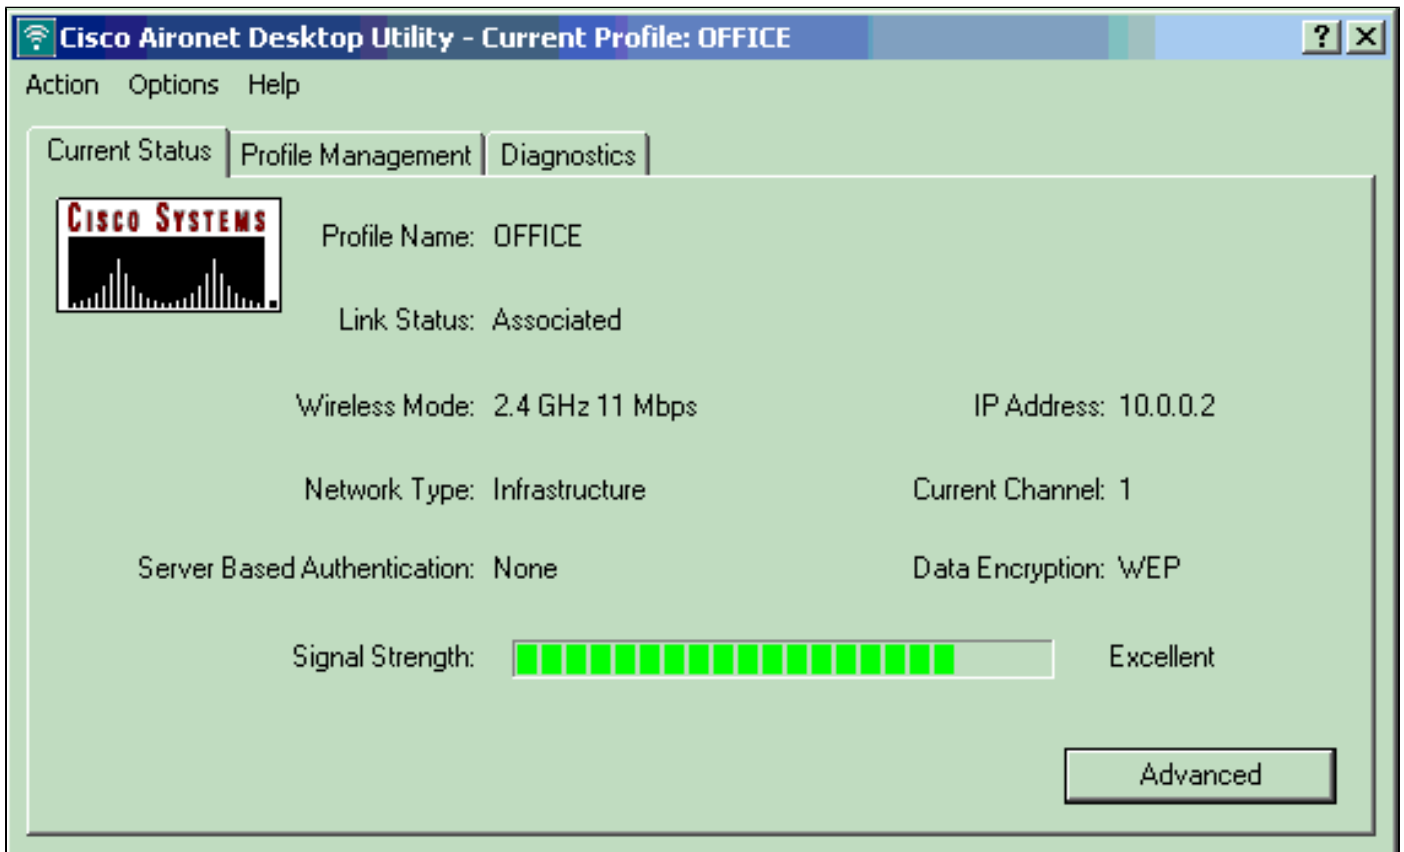 Cisco Aironet Desktop Utility - Current Profile: OFFICE
Action Options Help
Current Status Profile Management Diagnostics
CISCO SYSTEMS
Profile Name: OFFICE
Link Status: Associated
Wireless Mode: 2.4 GHz 11 Mbps IP Address: 10.0.0.2
Network Type: Infrastructure Current Channel: 1
Server Based Authentication: None Data Encryption: WEP
Signal Strength: Excellent
Advanced